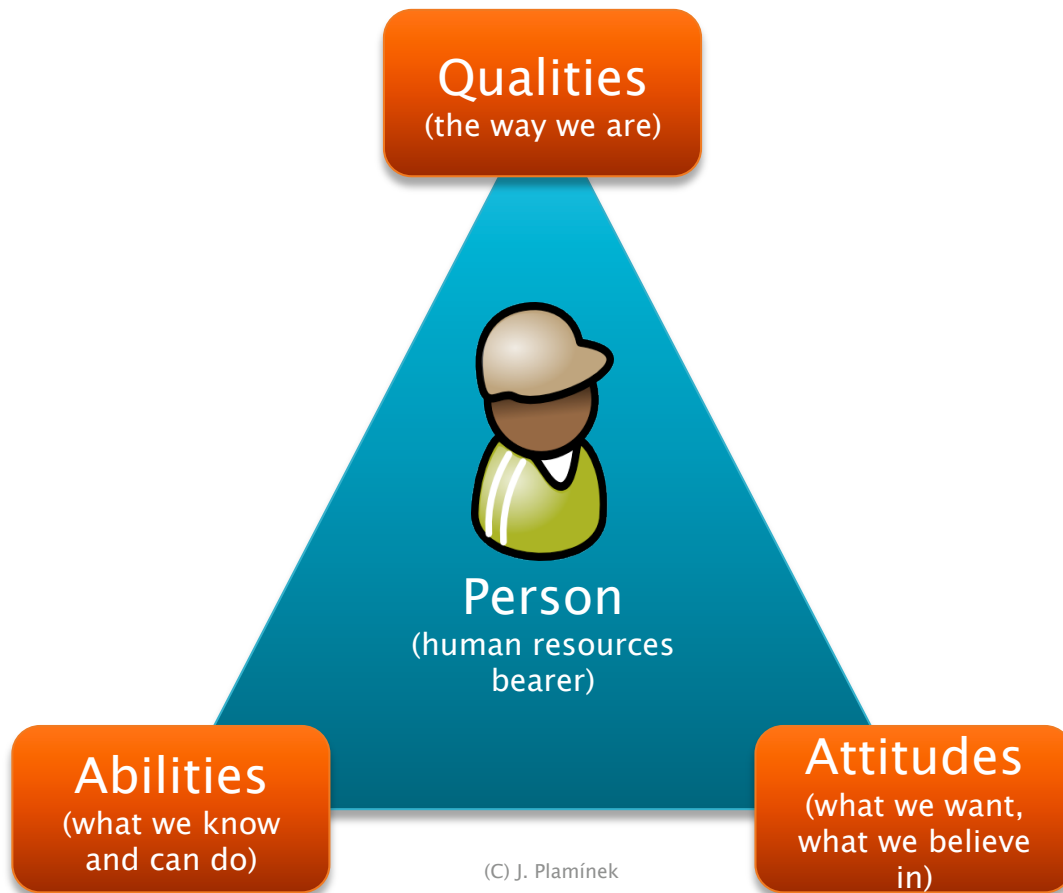 Qualities
(the way we are)
Person
(human resources
bearer)
Abilities
(what we know
and can do)
Attitudes
(what we want,
what we believe
in)
(C) J. Plamínek